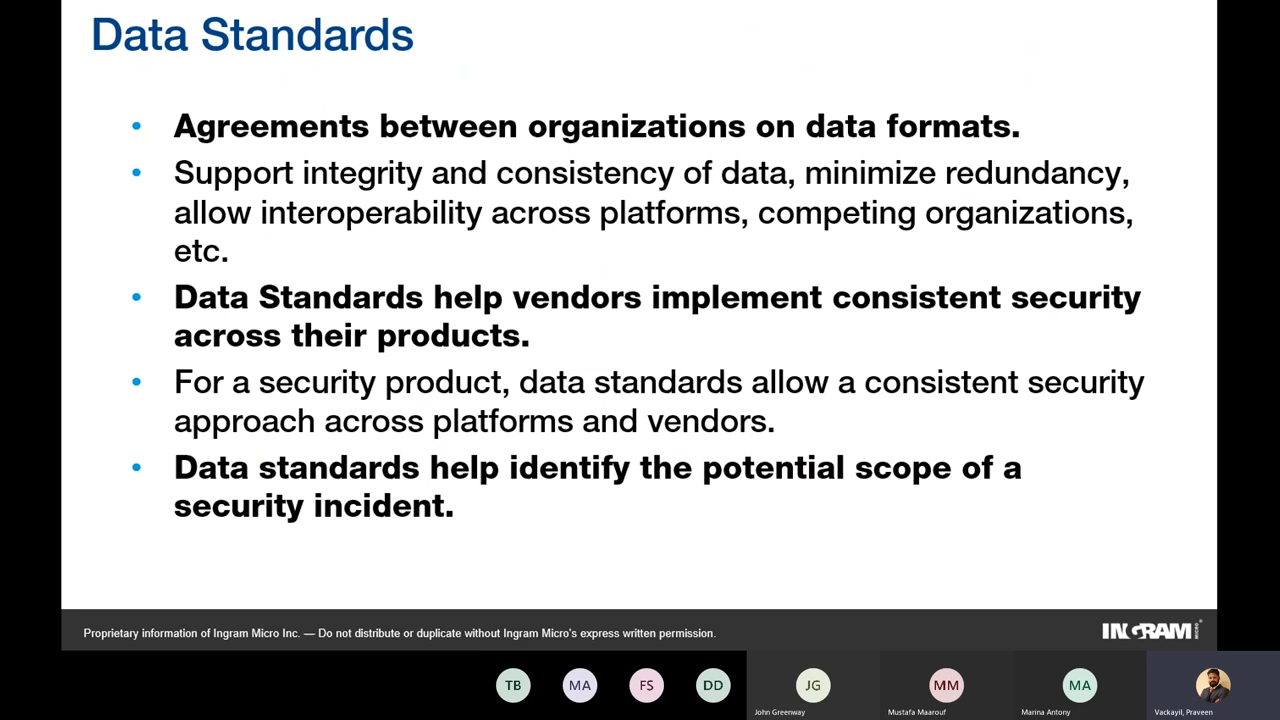 Data Standards
• Agreements between organizations on data formats.
• Support integrity and consistency of data, minimize redundancy,
allow interoperability across platforms, competing organizations,
etc.
• Data Standards help vendors implement consistent security
across their products.
• For a security product, data standards allow a consistent security
approach across platforms and vendors.
• Data standards help identify the potential scope of a
security incident.
Proprietary information of Ingram Micro Inc. — Do not distribute or duplicate without Ingram Micro's express written permission.
INGRAM MICRO®
TB MA FS DD JG MM MA
John Greenway Mustafa Maarouf Marina Antony Vackayil, Praveen